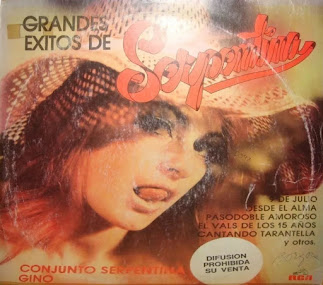 GRANDES
EXITOS DE
Serpentina
9 DE JULIO
DESDE EL ALMA
PASODOBLE AMOROSO
EL VALS DE LOS 15 AÑOS
CANTANDO TARANTELLA
y otros
DIFUSION
PROHIBIDA
SU VENTA
CONJUNTO SERPENTINA
GINO
RCA